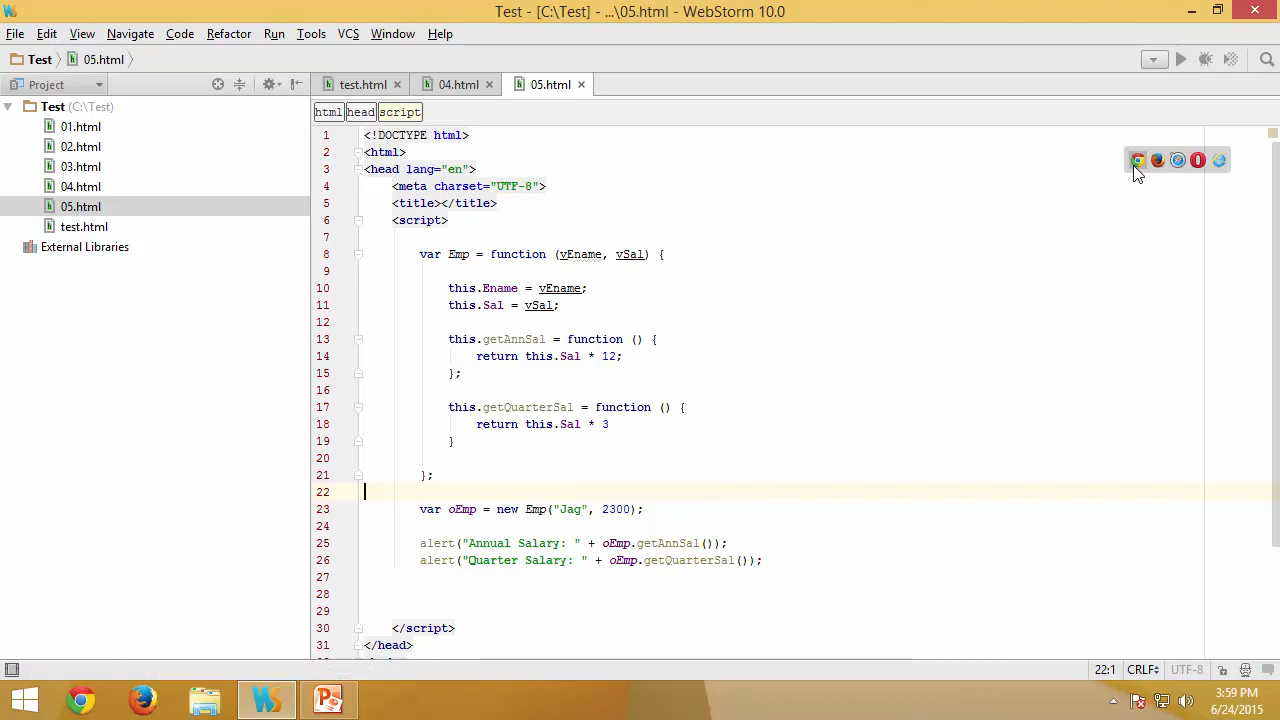 Test - [C:\Test] - ...\05.html - WebStorm 10.0
File Edit View Navigate Code Refactor Run Tools VCS Window Help
Test 05.html
Project test.html 04.html 05.html
html head script
Test (C:\Test)
01.html
02.html
03.html
04.html
05.html
test.html
External Libraries
1 <!DOCTYPE html>
2 <html>
3 <head lang="en">
4 <meta charset="UTF-8">
5 <title></title>
6 <script>
7
8 var Emp = function (vEname, vSal) {
9
10 this.Ename = vEname;
11 this.Sal = vSal;
12
13 this.getAnnSal = function () {
14 return this.Sal * 12;
15 };
16
17 this.getQuarterSal = function () {
18 return this.Sal * 3
19 }
20
21 };
22
23 var oEmp = new Emp("Jag", 2300);
24
25 alert("Annual Salary: " + oEmp.getAnnSal());
26 alert("Quarter Salary: " + oEmp.getQuarterSal());
27
28
29
30 </script>
31 </head>
22:1 CRLF UTF-8
3:59 PM
6/24/2015